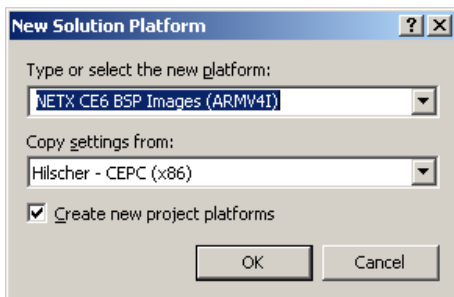 New Solution Platform
Type or select the new platform:
NETX CE6 BSP Images (ARMV4I)
Copy settings from:
Hilscher - CEPC (x86)
Create new project platforms
OK Cancel